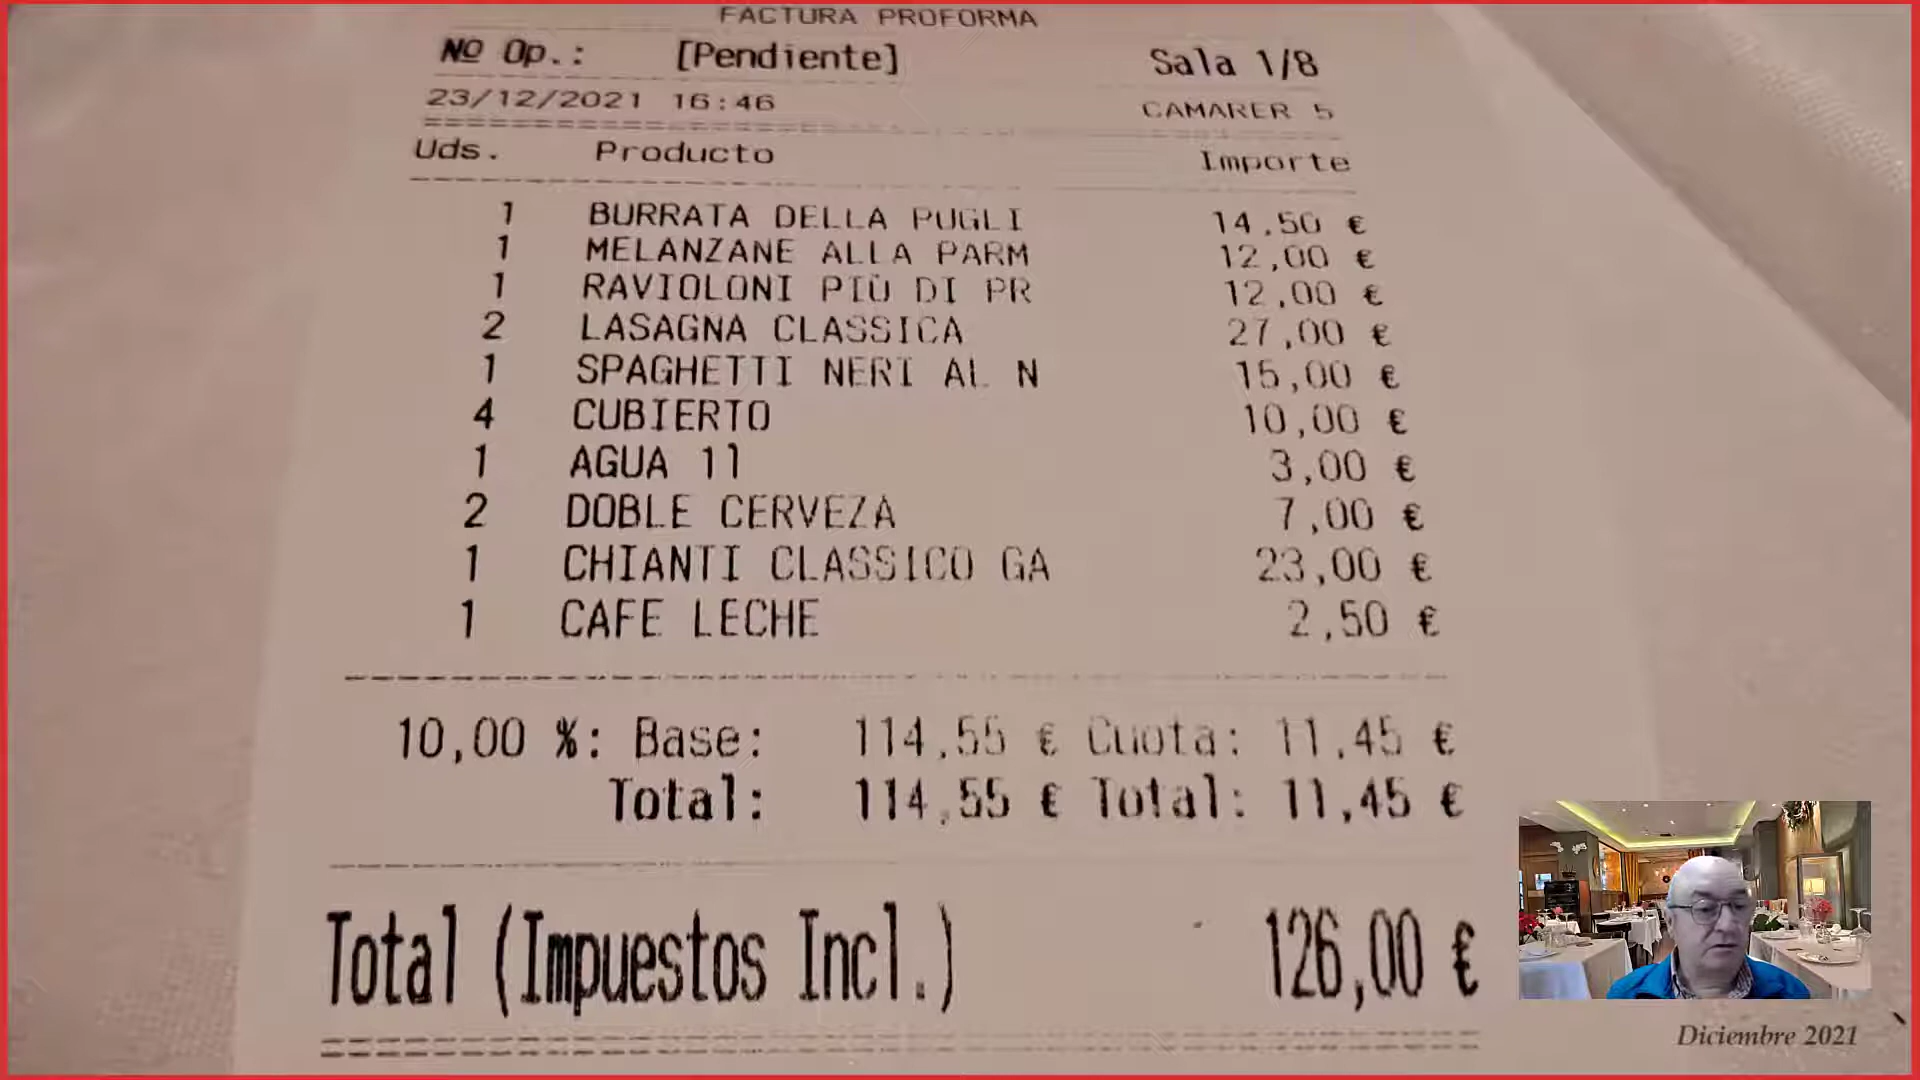 FACTURA PROFORMA
Nº Op.: [Pendiente] Sala 1/8
23/12/2021 16:46 CAMARER 5
Uds. Producto Importe
1 BURRATA DELLA PUGLI 14,50 €
1 MELANZANE ALLA PARM 12,00 €
1 RAVIOLONI PIÙ DI PR 12,00 €
2 LASAGNA CLASSICA 27,00 €
1 SPAGHETTI NERI AL N 15,00 €
4 CUBIERTO 10,00 €
1 AGUA 1l 3,00 €
2 DOBLE CERVEZA 7,00 €
1 CHIANTI CLASSICO GA 23,00 €
1 CAFE LECHE 2,50 €
10,00 %: Base: 114,55 € Cuota: 11,45 €
Total: 114,55 € Total: 11,45 €
Total (Impuestos Incl.) 126,00 €
Diciembre 2021